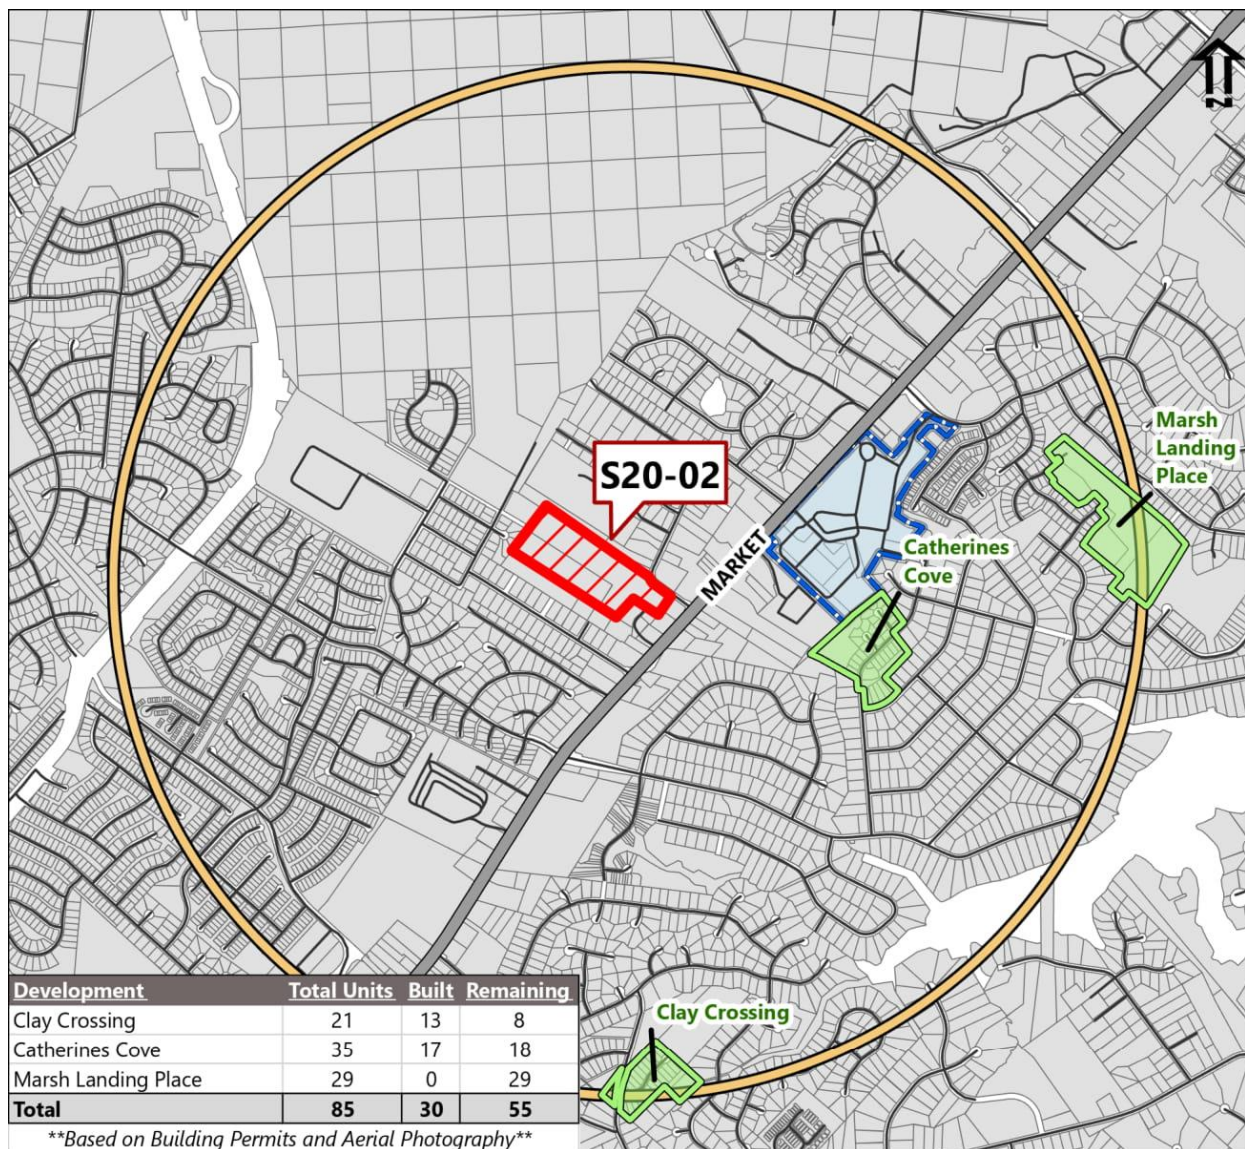 N
Marsh
Landing
Place
S20-02
MARKET
Catherines
Cove
Clay Crossing
Development Total Units Built Remaining
Clay Crossing 21 13 8
Catherines Cove 35 17 18
Marsh Landing Place 29 0 29
Total 85 30 55
**Based on Building Permits and Aerial Photography**